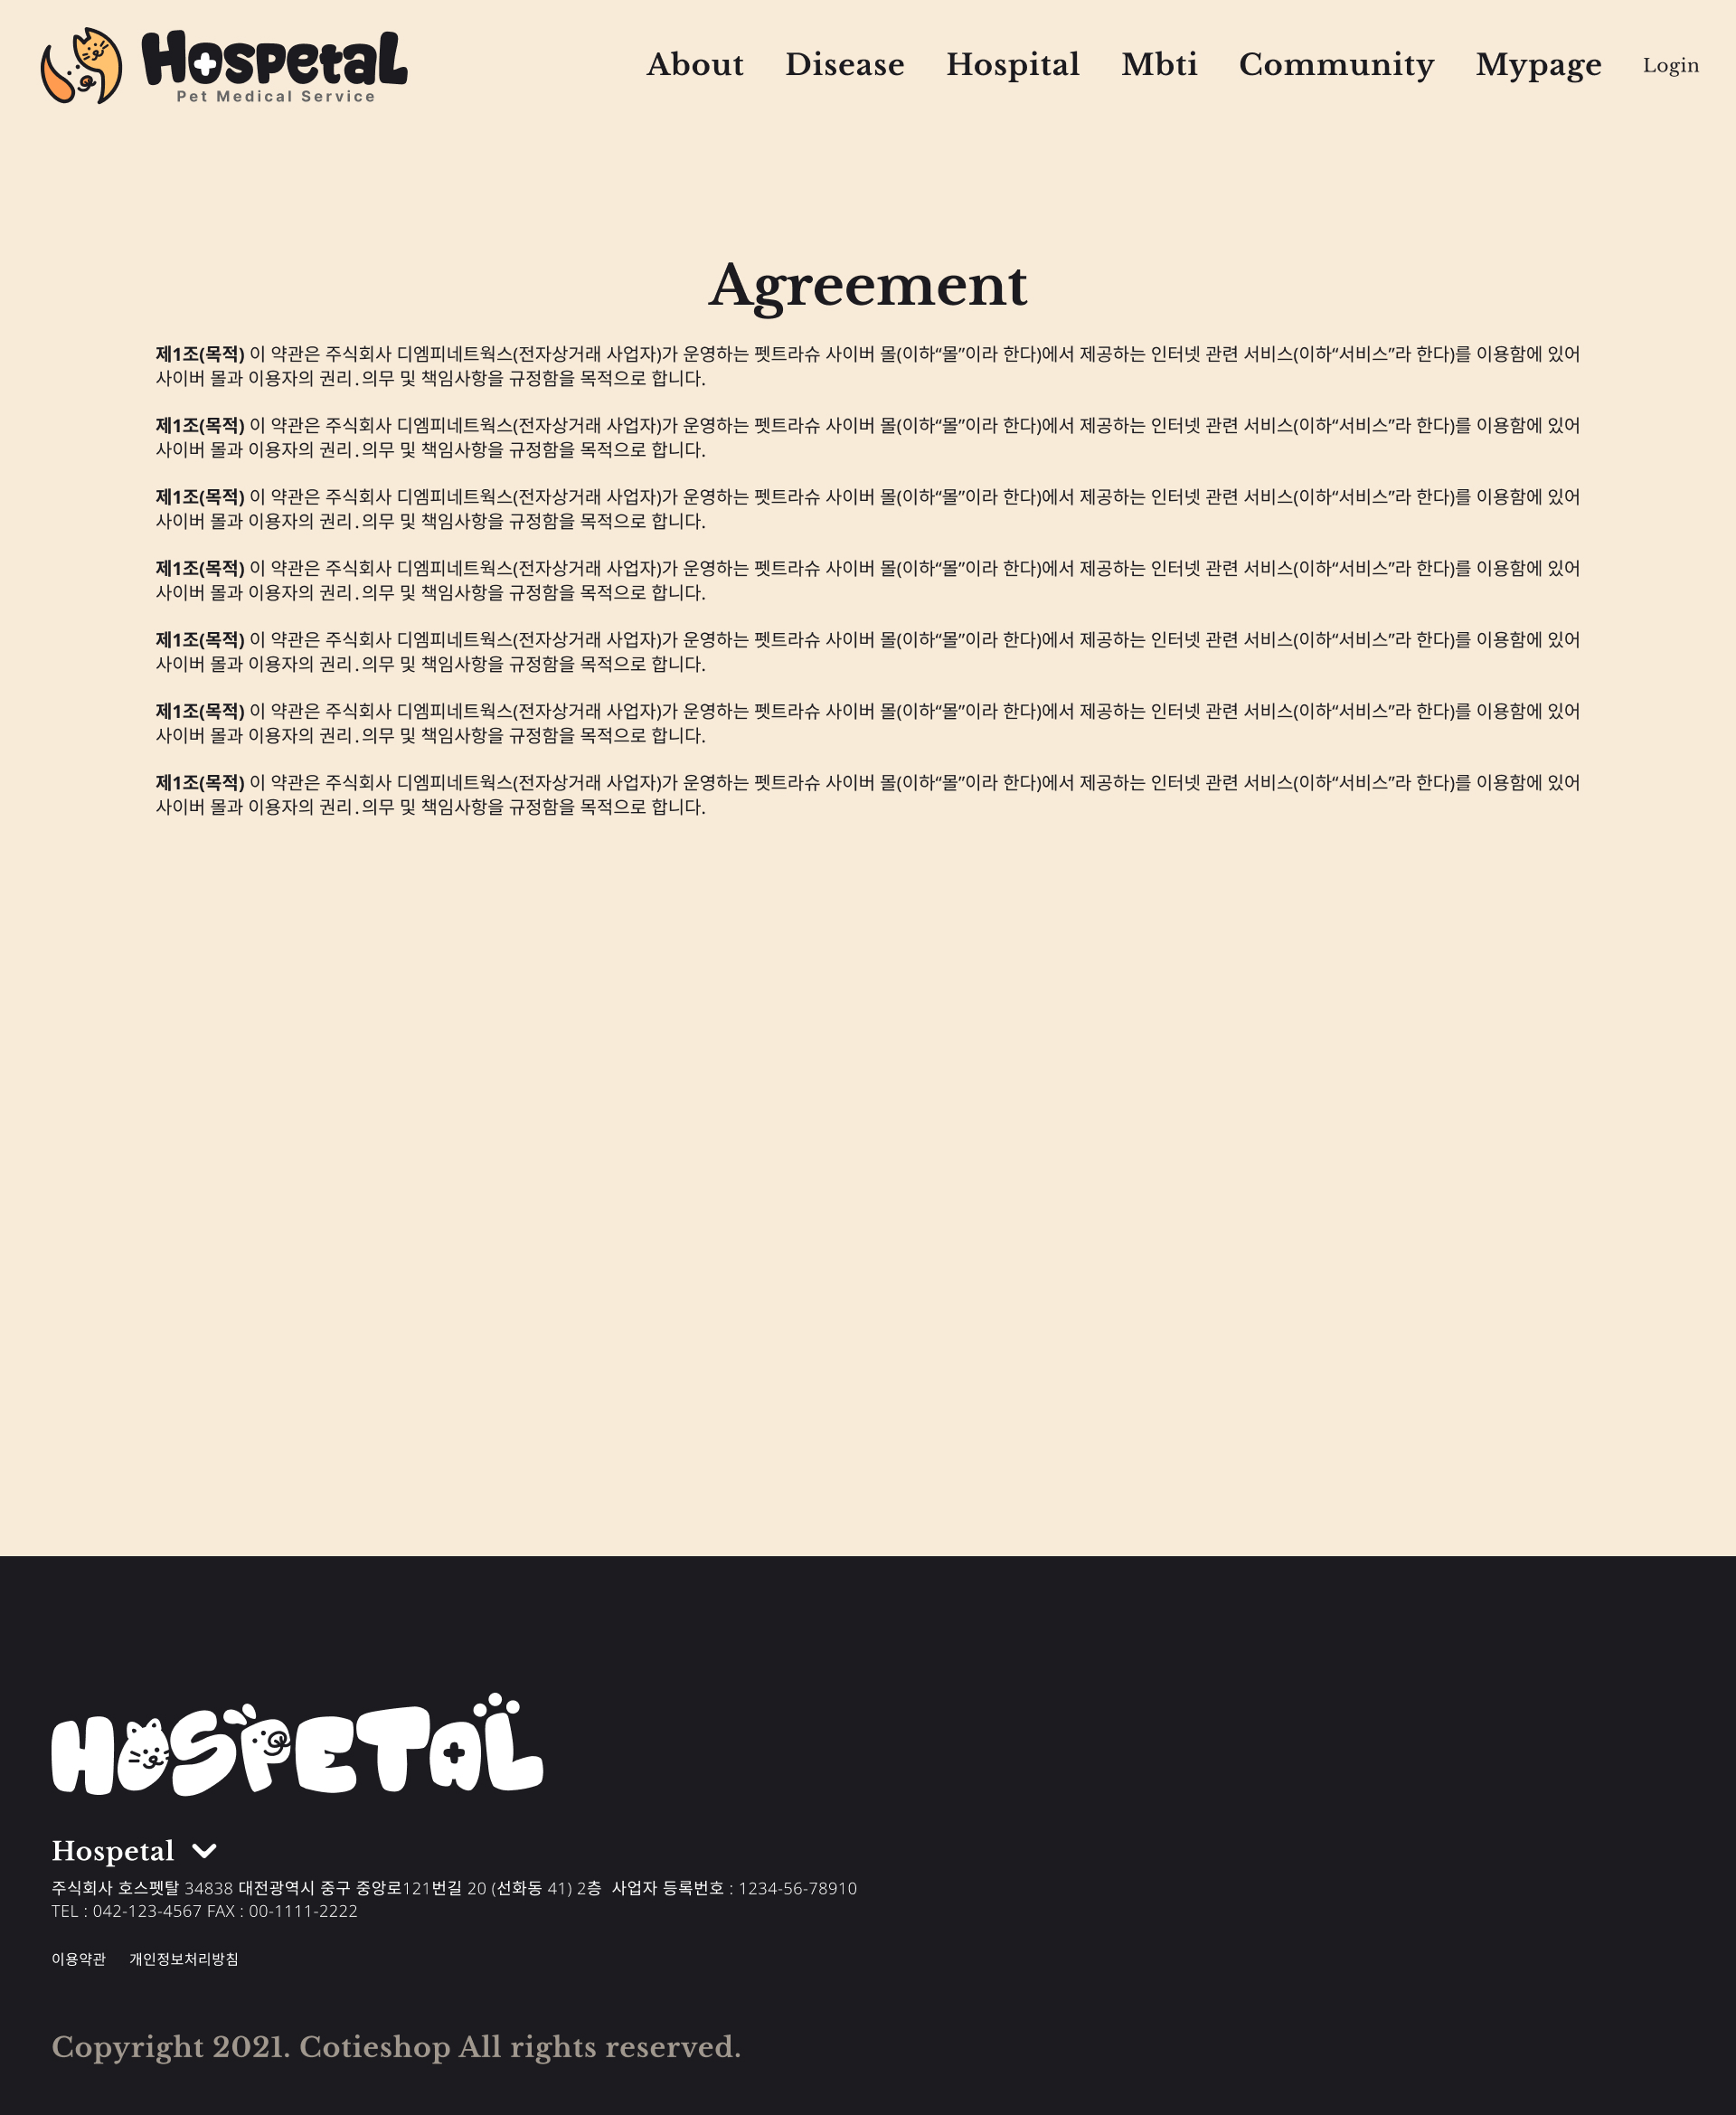 Hospetal
Pet Medical Service
About Disease Hospital Mbti Community Mypage Login
Agreement
제1조(목적) 이 약관은 주식회사 디엠피네트웍스(전자상거래 사업자)가 운영하는 펫트라슈 사이버 몰(이하“몰”이라 한다)에서 제공하는 인터넷 관련 서비스(이하“서비스”라 한다)를 이용함에 있어
사이버 몰과 이용자의 권리․의무 및 책임사항을 규정함을 목적으로 합니다.
제1조(목적) 이 약관은 주식회사 디엠피네트웍스(전자상거래 사업자)가 운영하는 펫트라슈 사이버 몰(이하“몰”이라 한다)에서 제공하는 인터넷 관련 서비스(이하“서비스”라 한다)를 이용함에 있어
사이버 몰과 이용자의 권리․의무 및 책임사항을 규정함을 목적으로 합니다.
제1조(목적) 이 약관은 주식회사 디엠피네트웍스(전자상거래 사업자)가 운영하는 펫트라슈 사이버 몰(이하“몰”이라 한다)에서 제공하는 인터넷 관련 서비스(이하“서비스”라 한다)를 이용함에 있어
사이버 몰과 이용자의 권리․의무 및 책임사항을 규정함을 목적으로 합니다.
제1조(목적) 이 약관은 주식회사 디엠피네트웍스(전자상거래 사업자)가 운영하는 펫트라슈 사이버 몰(이하“몰”이라 한다)에서 제공하는 인터넷 관련 서비스(이하“서비스”라 한다)를 이용함에 있어
사이버 몰과 이용자의 권리․의무 및 책임사항을 규정함을 목적으로 합니다.
제1조(목적) 이 약관은 주식회사 디엠피네트웍스(전자상거래 사업자)가 운영하는 펫트라슈 사이버 몰(이하“몰”이라 한다)에서 제공하는 인터넷 관련 서비스(이하“서비스”라 한다)를 이용함에 있어
사이버 몰과 이용자의 권리․의무 및 책임사항을 규정함을 목적으로 합니다.
제1조(목적) 이 약관은 주식회사 디엠피네트웍스(전자상거래 사업자)가 운영하는 펫트라슈 사이버 몰(이하“몰”이라 한다)에서 제공하는 인터넷 관련 서비스(이하“서비스”라 한다)를 이용함에 있어
사이버 몰과 이용자의 권리․의무 및 책임사항을 규정함을 목적으로 합니다.
제1조(목적) 이 약관은 주식회사 디엠피네트웍스(전자상거래 사업자)가 운영하는 펫트라슈 사이버 몰(이하“몰”이라 한다)에서 제공하는 인터넷 관련 서비스(이하“서비스”라 한다)를 이용함에 있어
사이버 몰과 이용자의 권리․의무 및 책임사항을 규정함을 목적으로 합니다.
HOSPETAL
Hospetal
주식회사 호스펫탈 34838 대전광역시 중구 중앙로121번길 20 (선화동 41) 2층 사업자 등록번호 : 1234-56-78910
TEL : 042-123-4567 FAX : 00-1111-2222
이용약관 개인정보처리방침
Copyright 2021. Cotieshop All rights reserved.